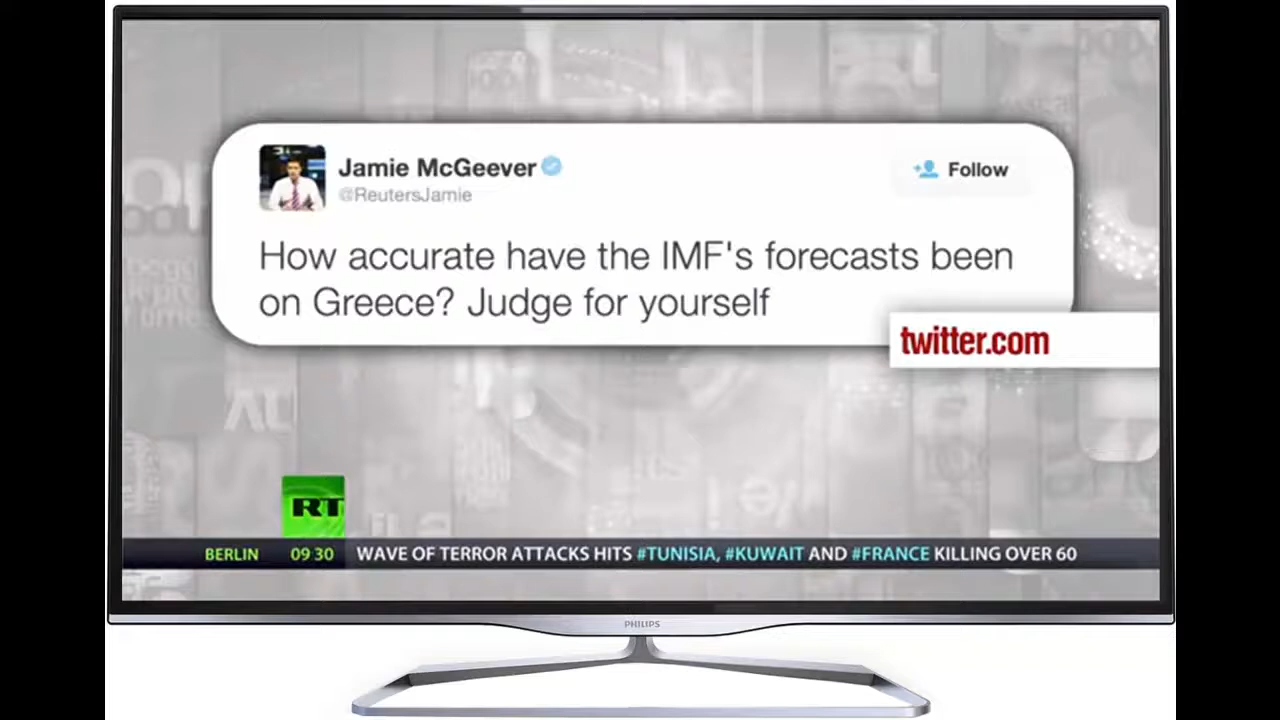 Jamie McGeever
@ReutersJamie
Follow
How accurate have the IMF's forecasts been
on Greece? Judge for yourself
twitter.com
RT
BERLIN 09:30 WAVE OF TERROR ATTACKS HITS #TUNISIA, #KUWAIT AND #FRANCE KILLING OVER 60
PHILIPS